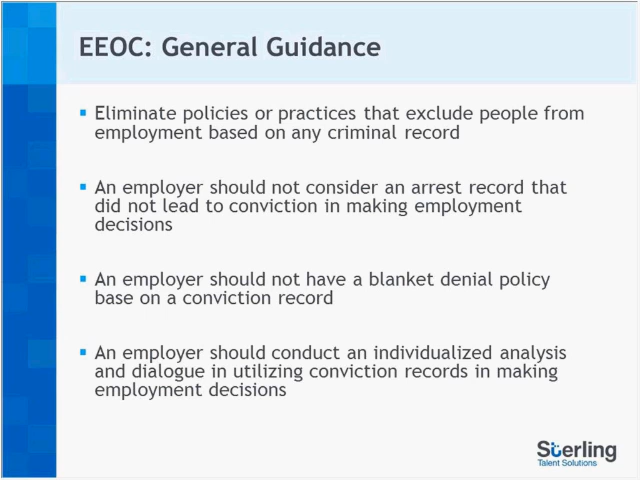 EEOC: General Guidance
Eliminate policies or practices that exclude people from
employment based on any criminal record
An employer should not consider an arrest record that
did not lead to conviction in making employment
decisions
An employer should not have a blanket denial policy
base on a conviction record
An employer should conduct an individualized analysis
and dialogue in utilizing conviction records in making
employment decisions
Sterling
Talent Solutions